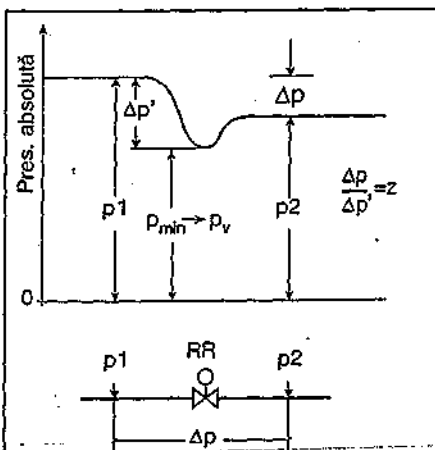 Pres. absolută
Δp'
Δp
p1
p_min → p_v
p2
Δp/Δp' = z
0
p1
RR
p2
Δp